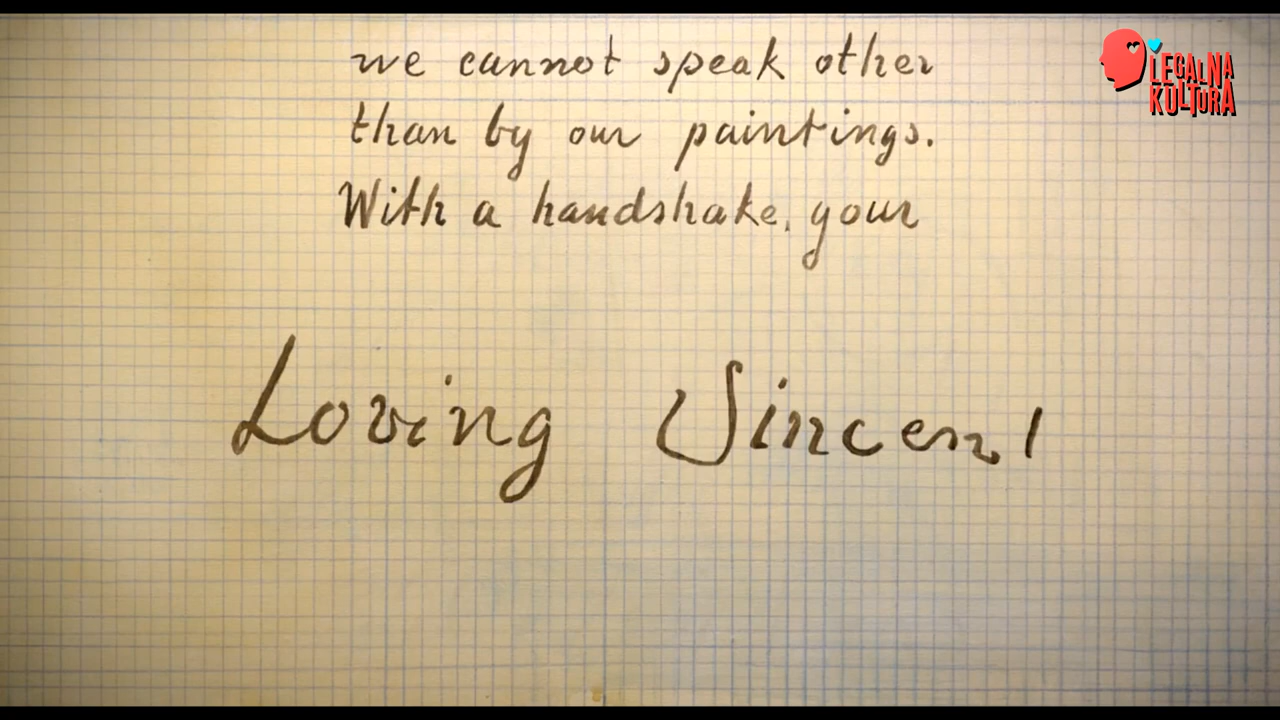 we cannot speak other
than by our paintings.
With a handshake, your
Loving Vincent
LEGALNA
KULTURA